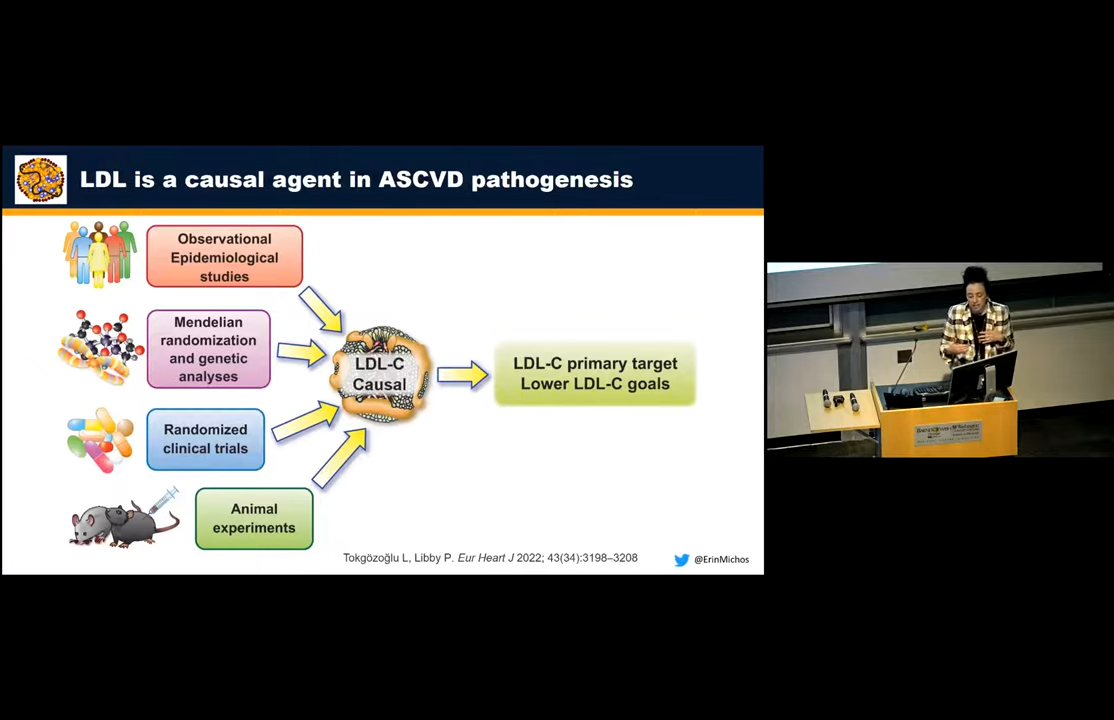 LDL is a causal agent in ASCVD pathogenesis
Observational
Epidemiological
studies
Mendelian
randomization
and genetic
analyses
Randomized
clinical trials
Animal
experiments
LDL-C
Causal
LDL-C primary target
Lower LDL-C goals
Tokgözoğlu L, Libby P. Eur Heart J 2022; 43(34):3198–3208
@ErinMichos